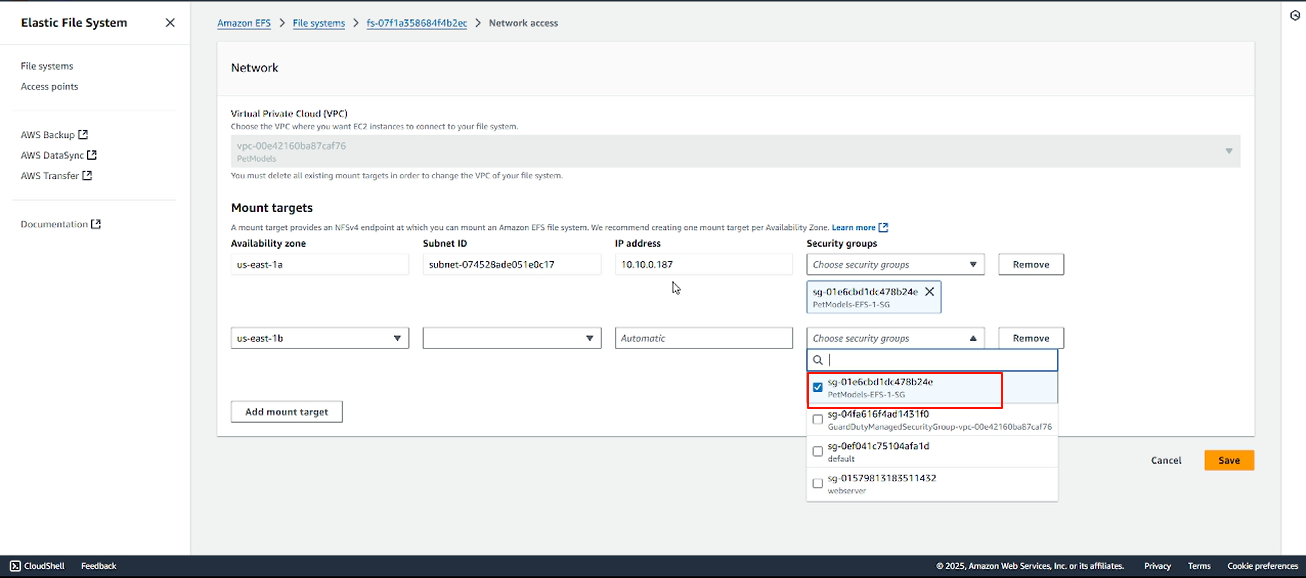 Elastic File System
File systems
Access points
AWS Backup
AWS DataSync
AWS Transfer
Documentation
Amazon EFS > File systems > fs-07f1a358684f4b2ec > Network access
Network
Virtual Private Cloud (VPC)
Choose the VPC where you want EC2 instances to connect to your file system.
vpc-00e42160ba87caf76
PetModels
You must delete all existing mount targets in order to change the VPC of your file system.
Mount targets
A mount target provides an NFSv4 endpoint at which you can mount an Amazon EFS file system. We recommend creating one mount target per Availability Zone. Learn more
Availability zone Subnet ID IP address Security groups
us-east-1a subnet-074528ade051e0c17 10.10.0.187 Choose security groups Remove
sg-01e6cbd1dc478b24e
PetModels-EFS-1-SG
us-east-1b Automatic Choose security groups Remove
sg-01e6cbd1dc478b24e
PetModels-EFS-1-SG
sg-04fa616f4ad1431f0
GuardDutyManagedSecurityGroup-vpc-00e42160ba87caf76
sg-0ef041c75104afa1d
default
sg-01579813183511432
webserver
Add mount target
Cancel Save
CloudShell Feedback © 2025, Amazon Web Services, Inc. or its affiliates. Privacy Terms Cookie preferences